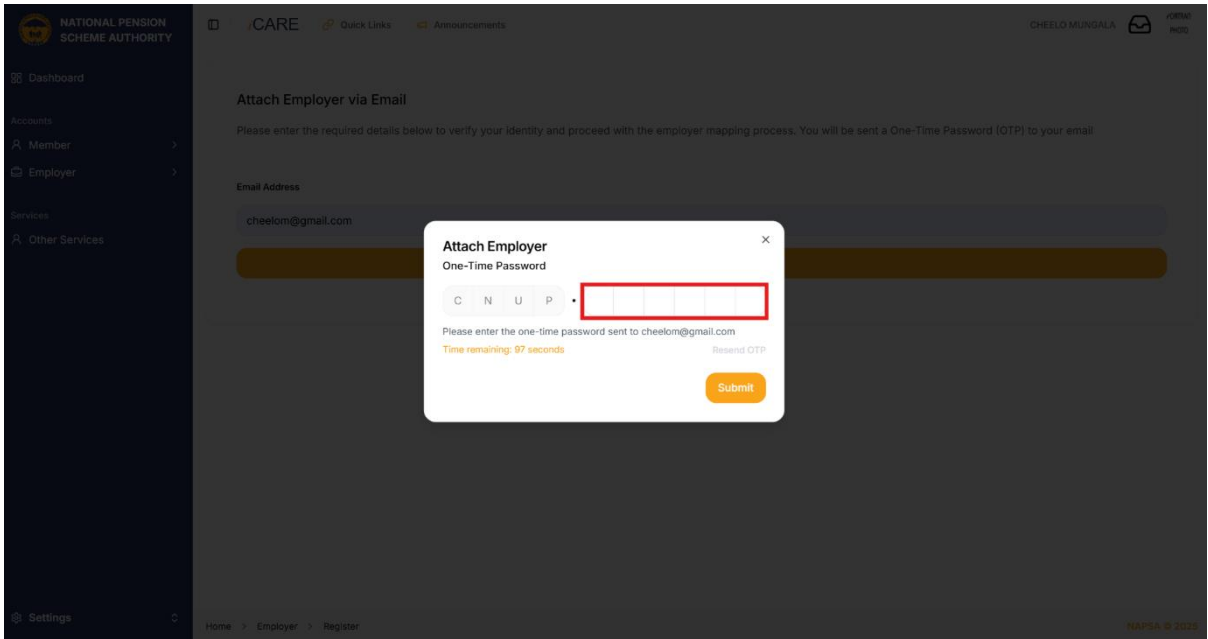 NATIONAL PENSION
SCHEME AUTHORITY
iCARE
Quick Links
Announcements
CHEELO MUNGALA
Dashboard
Accounts
Member
Employer
Services
Other Services
Settings
Attach Employer via Email
Please enter the required details below to verify your identity and proceed with the employer mapping process. You will be sent a One-Time Password (OTP) to your email
Email Address
cheelom@gmail.com
Attach Employer
One-Time Password
C N U P •
Please enter the one-time password sent to cheelom@gmail.com
Time remaining: 97 seconds
Resend OTP
Submit
Home > Employer > Register
NAPSA © 2025